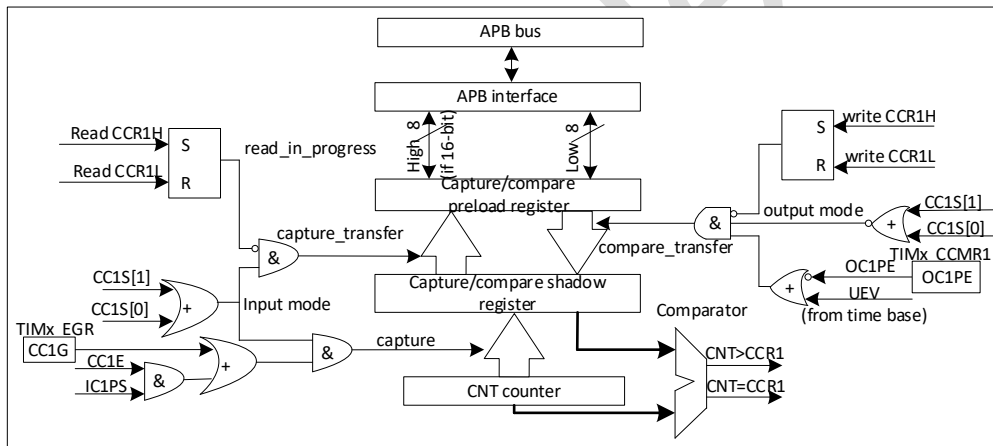 APB bus
APB interface
High 8
(if 16-bit)
Low 8
Read CCR1H
Read CCR1L
S
R
read_in_progress
write CCR1H
write CCR1L
S
R
Capture/compare
preload register
capture_transfer
compare_transfer
output mode
CC1S[1]
CC1S[0]
&
+
&
CC1S[1]
CC1S[0]
+
Input mode
Capture/compare shadow
register
TIMx_CCMR1
OC1PE
OC1PE
UEV
(from time base)
+
Comparator
TIMx_EGR
CC1G
CC1E
IC1PS
&
+
&
capture
CNT counter
CNT>CCR1
CNT=CCR1